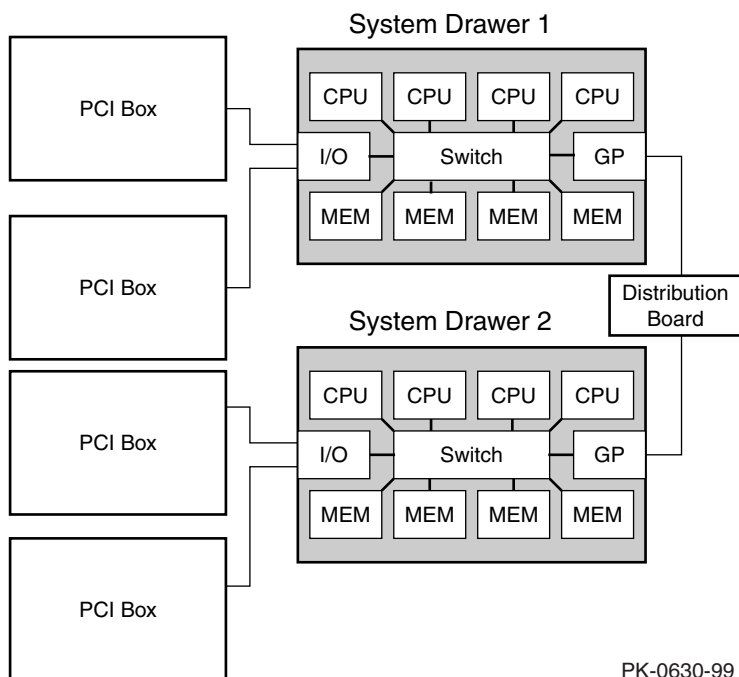 System Drawer 1
PCI Box
CPU CPU CPU CPU
I/O Switch GP
MEM MEM MEM MEM
PCI Box
Distribution
Board
System Drawer 2
PCI Box
CPU CPU CPU CPU
I/O Switch GP
MEM MEM MEM MEM
PCI Box
PK-0630-99